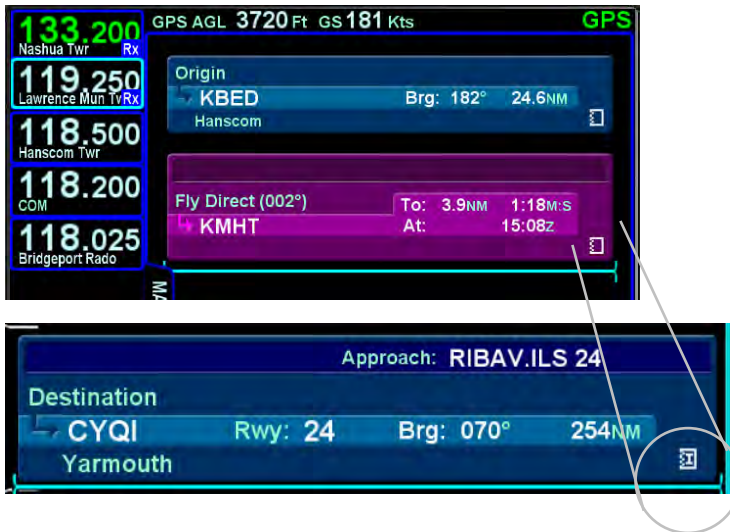 133.200
Nashua Twr Rx
GPS AGL 3720 Ft GS 181 Kts GPS
119.250
Lawrence Mun Tv Rx
118.500
Hanscom Twr
118.200
COM
118.025
Bridgeport Rado
Origin
KBED Brg: 182° 24.6NM
Hanscom
Fly Direct (002°) To: 3.9NM 1:18M:S
KMHT At: 15:08Z
MA
Approach: RIBAV.ILS 24
Destination
CYQI Rwy: 24 Brg: 070° 254NM
Yarmouth
I